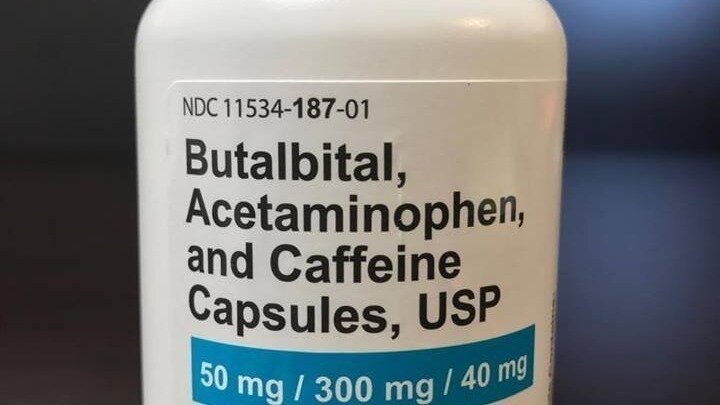 NDC 11534-187-01
Butalbital,
Acetaminophen,
and Caffeine
Capsules, USP
50 mg / 300 mg / 40 mg